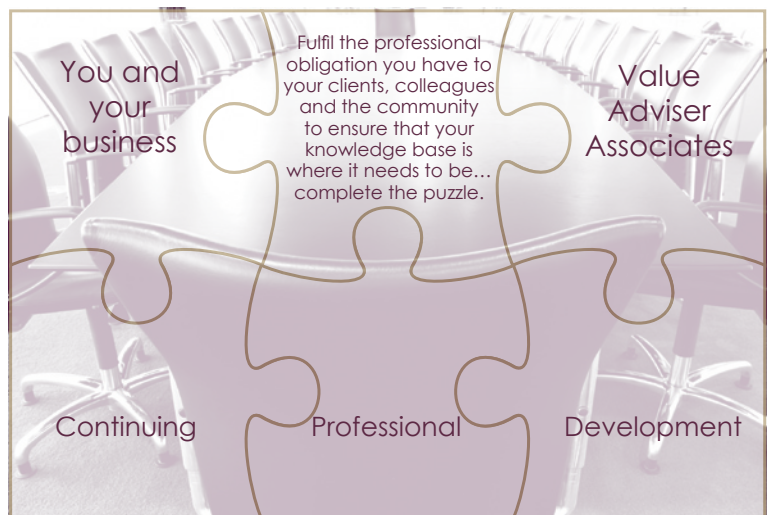 You and
your
business
Fulfil the professional
obligation you have to
your clients, colleagues
and the community
to ensure that your
knowledge base is
where it needs to be...
complete the puzzle.
Value
Adviser
Associates
Continuing
Professional
Development